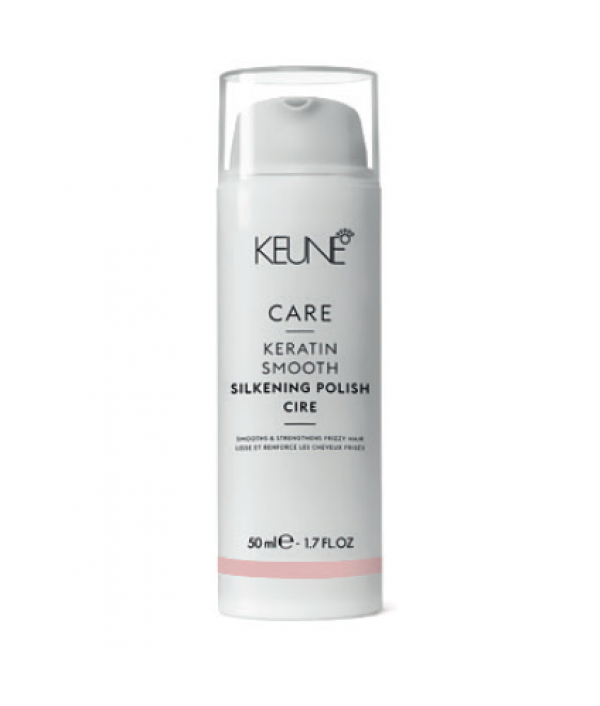 KEUNE
CARE
KERATIN
SMOOTH
SILKENING POLISH
CIRE
SMOOTHS & STRENGTHENS FRIZZY HAIR
LISSE ET RENFORCE LES CHEVEUX FRISÉS
50 ml ℮ - 1.7 FL.OZ